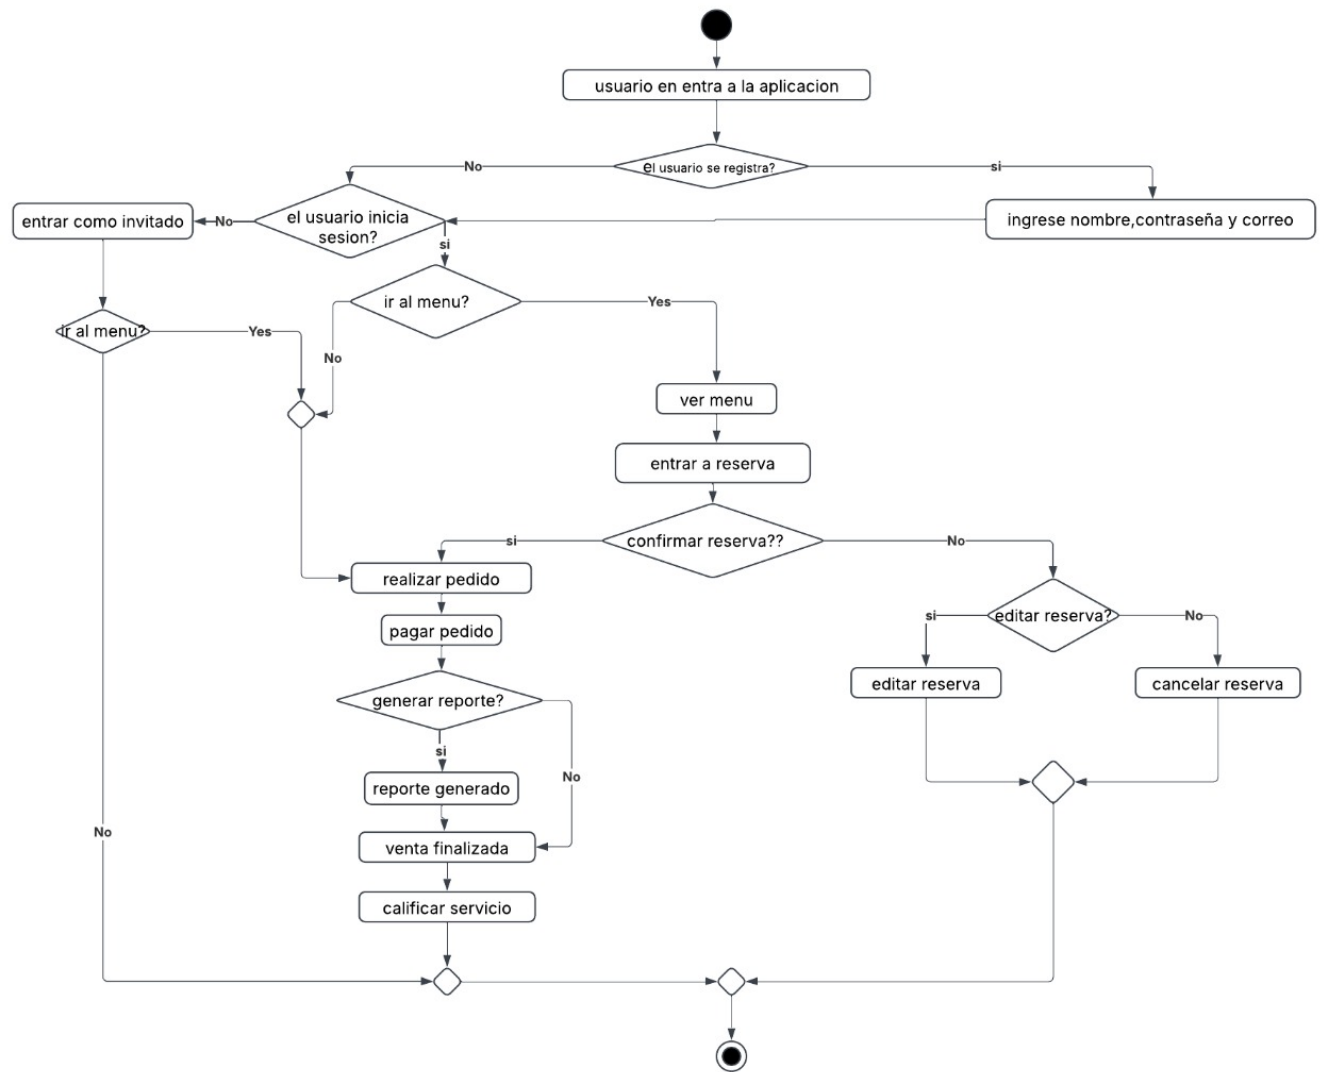 usuario en entra a la aplicacion
el usuario se registra?
No
si
entrar como invitado
No
el usuario inicia
sesion?
ingrese nombre,contraseña y correo
si
ir al menu?
Yes
ir al menu?
Yes
No
ver menu
entrar a reserva
confirmar reserva??
si
No
realizar pedido
editar reserva?
si
No
pagar pedido
editar reserva
cancelar reserva
generar reporte?
si
No
reporte generado
No
venta finalizada
calificar servicio